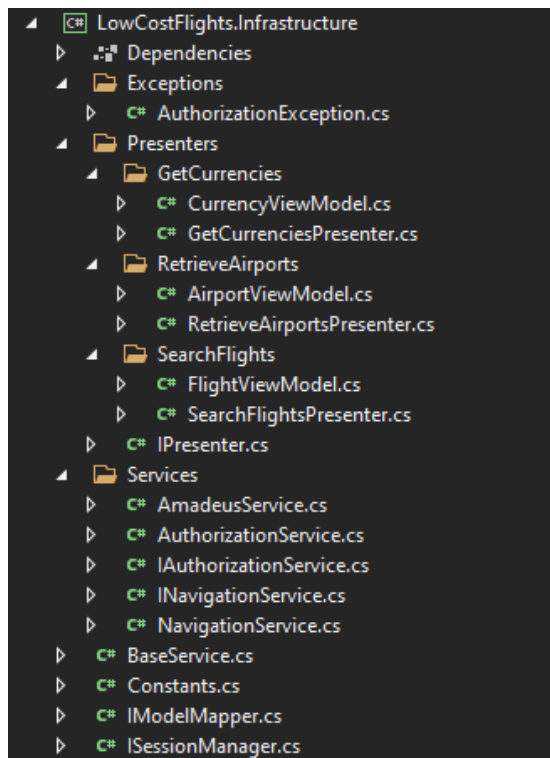 C# LowCostFlights.Infrastructure
Dependencies
Exceptions
C# AuthorizationException.cs
Presenters
GetCurrencies
C# CurrencyViewModel.cs
C# GetCurrenciesPresenter.cs
RetrieveAirports
C# AirportViewModel.cs
C# RetrieveAirportsPresenter.cs
SearchFlights
C# FlightViewModel.cs
C# SearchFlightsPresenter.cs
C# IPresenter.cs
Services
C# AmadeusService.cs
C# AuthorizationService.cs
C# IAuthorizationService.cs
C# INavigationService.cs
C# NavigationService.cs
C# BaseService.cs
C# Constants.cs
C# IModelMapper.cs
C# ISessionManager.cs